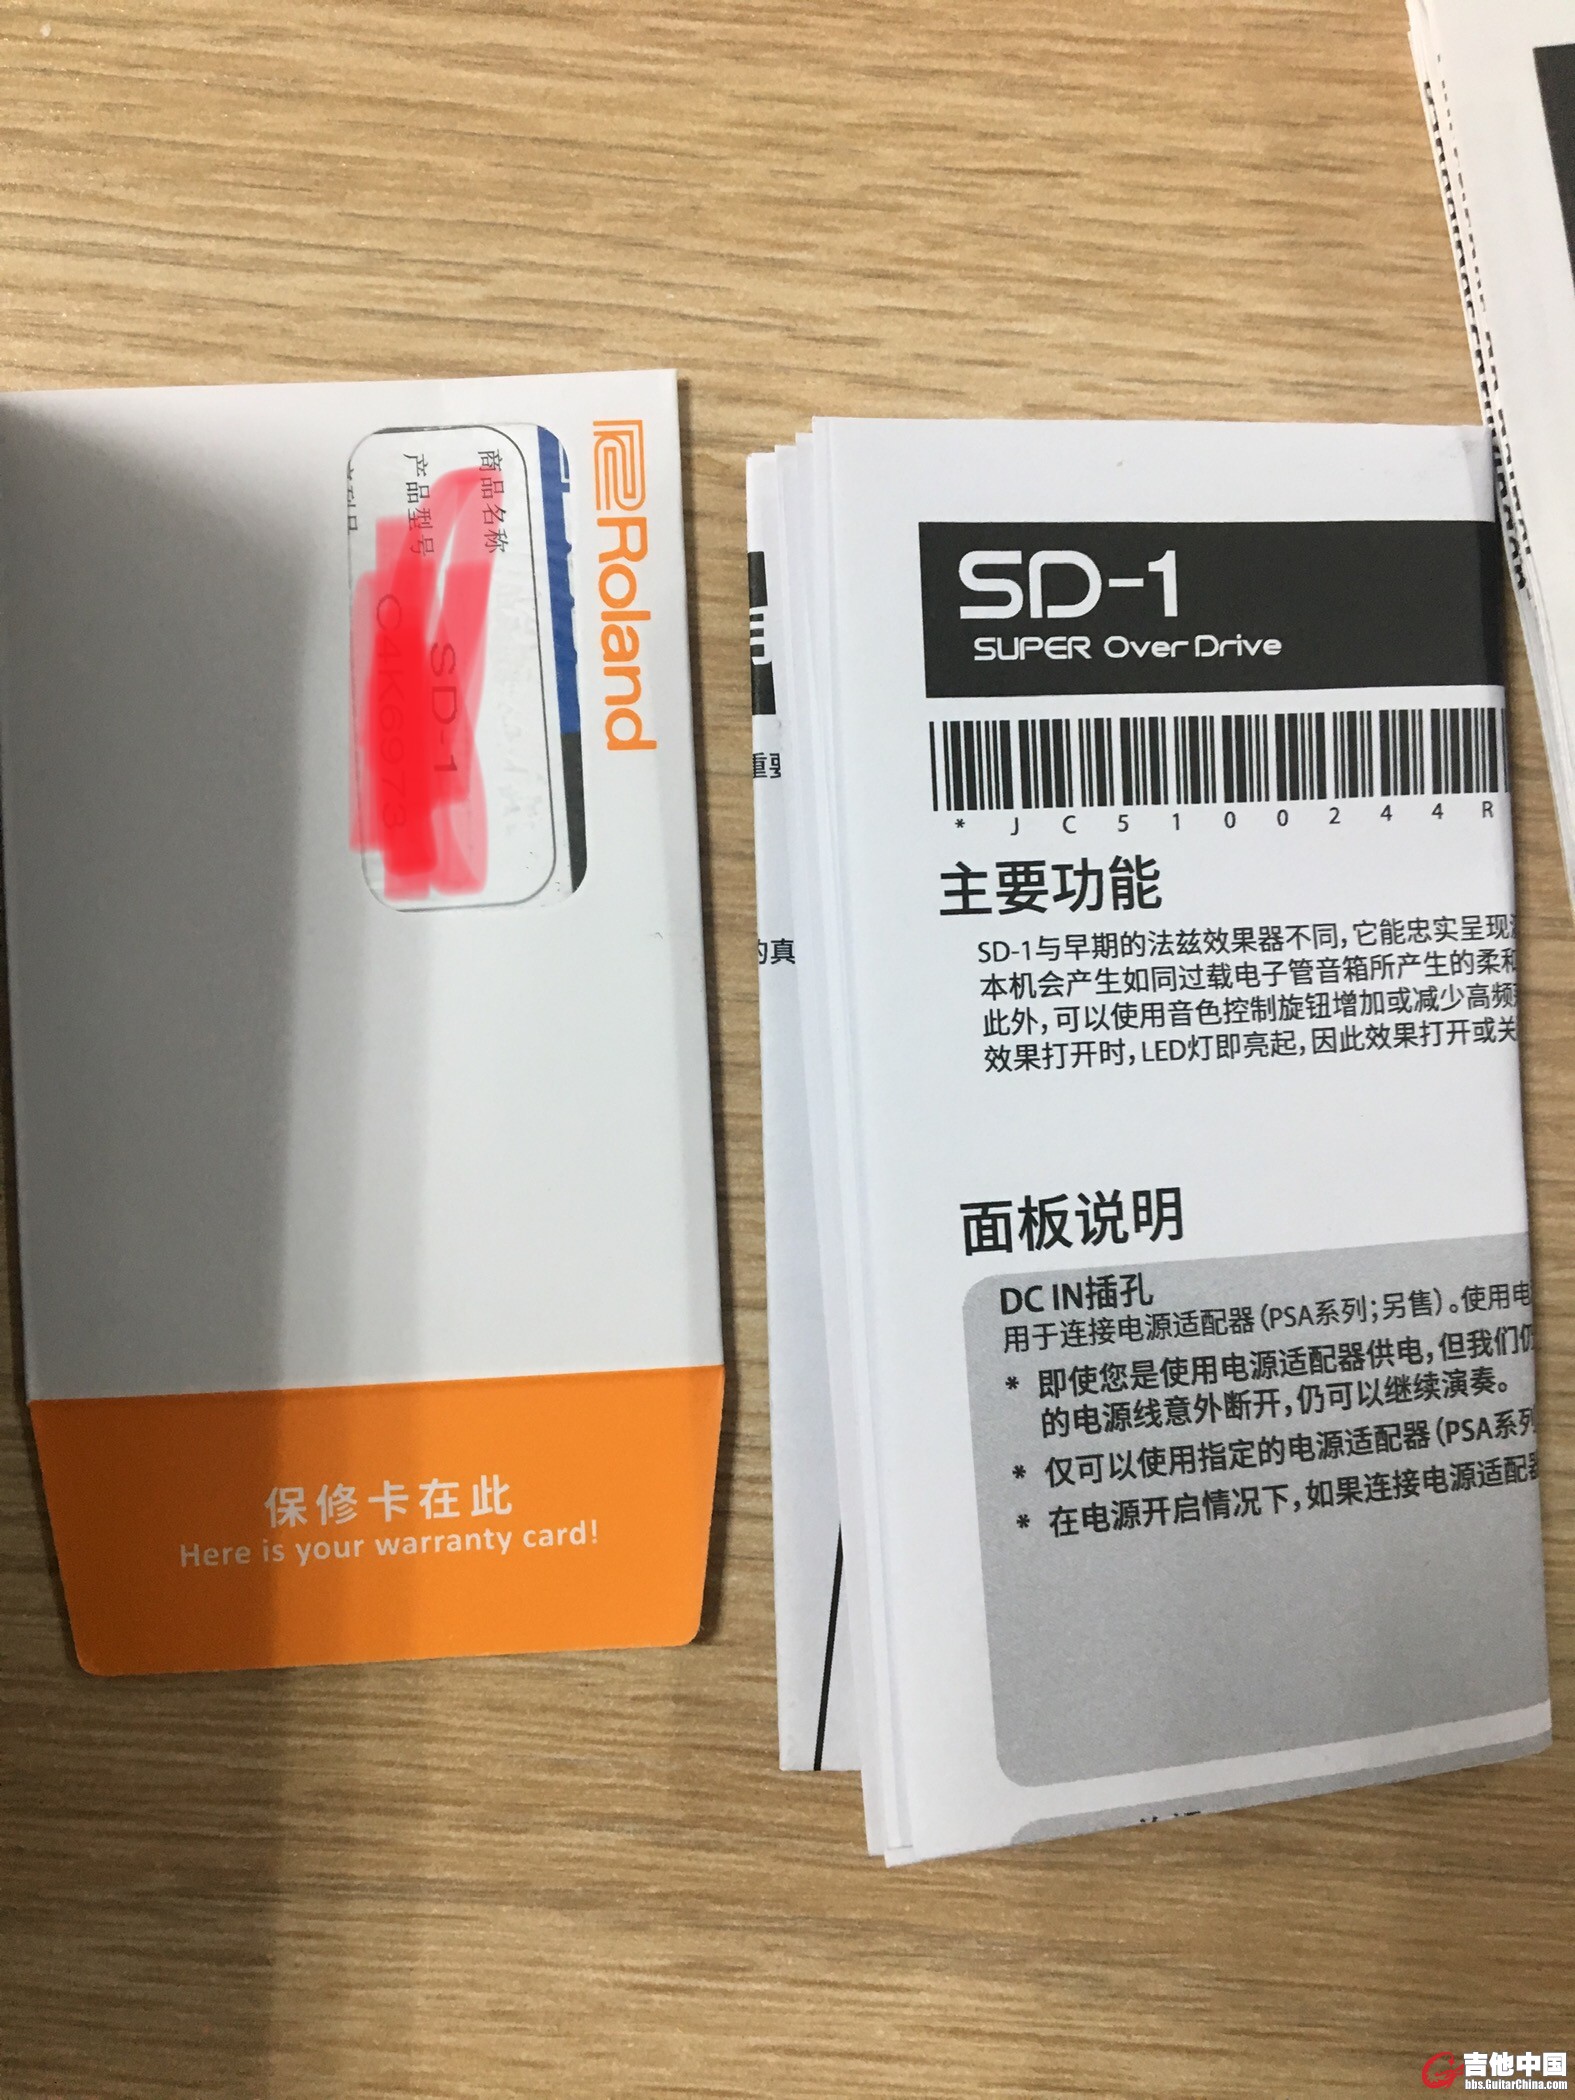 Roland
商品名称
产品型号
SD-1
保修卡在此
Here is your warranty card!
重要
的真
SD-1
SUPER Over Drive
* J C 5 1 0 0 2 4 4 R
主要功能
SD-1与早期的法兹效果器不同，它能忠实呈现
本机会产生如同过载电子管音箱所产生的柔和
此外，可以使用音色控制旋钮增加或减少高频
效果打开时，LED灯即亮起，因此效果打开或关
面板说明
DC IN插孔
用于连接电源适配器（PSA系列；另售）。使用电
* 即使您是使用电源适配器供电，但我们仍
的电源线意外断开，仍可以继续演奏。
* 仅可以使用指定的电源适配器（PSA系列
* 在电源开启情况下，如果连接电源适配器
吉他中国
bbs.GuitarChina.com